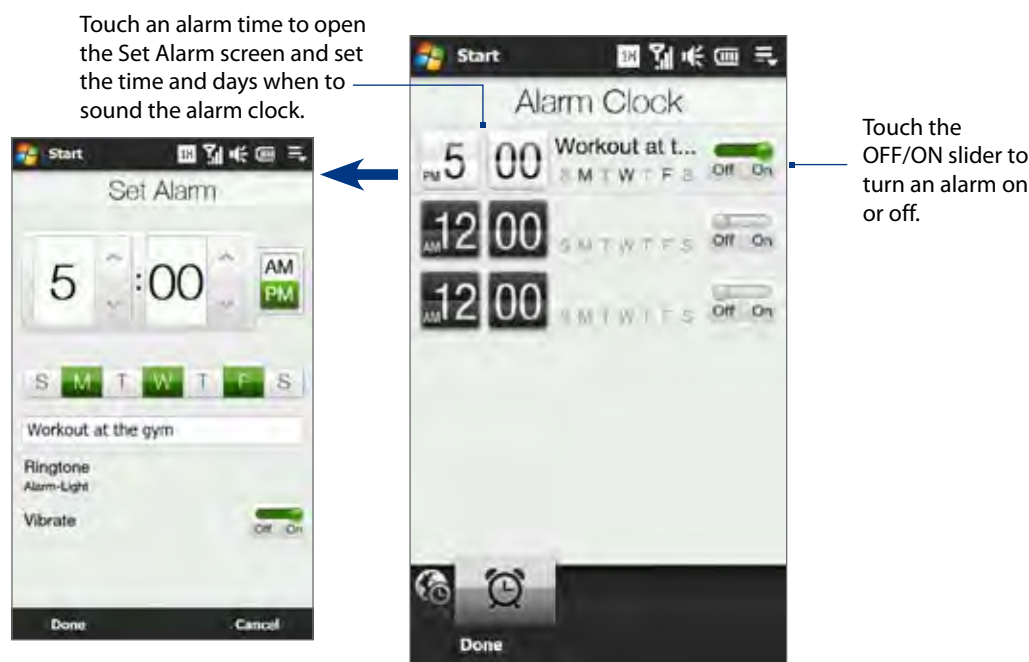 Touch an alarm time to open
the Set Alarm screen and set
the time and days when to
sound the alarm clock.
Start
Set Alarm
5 : 00 AM
PM
S M T W T F S
Workout at the gym
Ringtone
Alarm-Light
Vibrate
Off On
Done Cancel
Start
Alarm Clock
PM 5 00 Workout at t...
S M T W T F S Off On
AM 12 00 S M T W T F S Off On
AM 12 00 S M T W T F S Off On
Done
Touch the
OFF/ON slider to
turn an alarm on
or off.